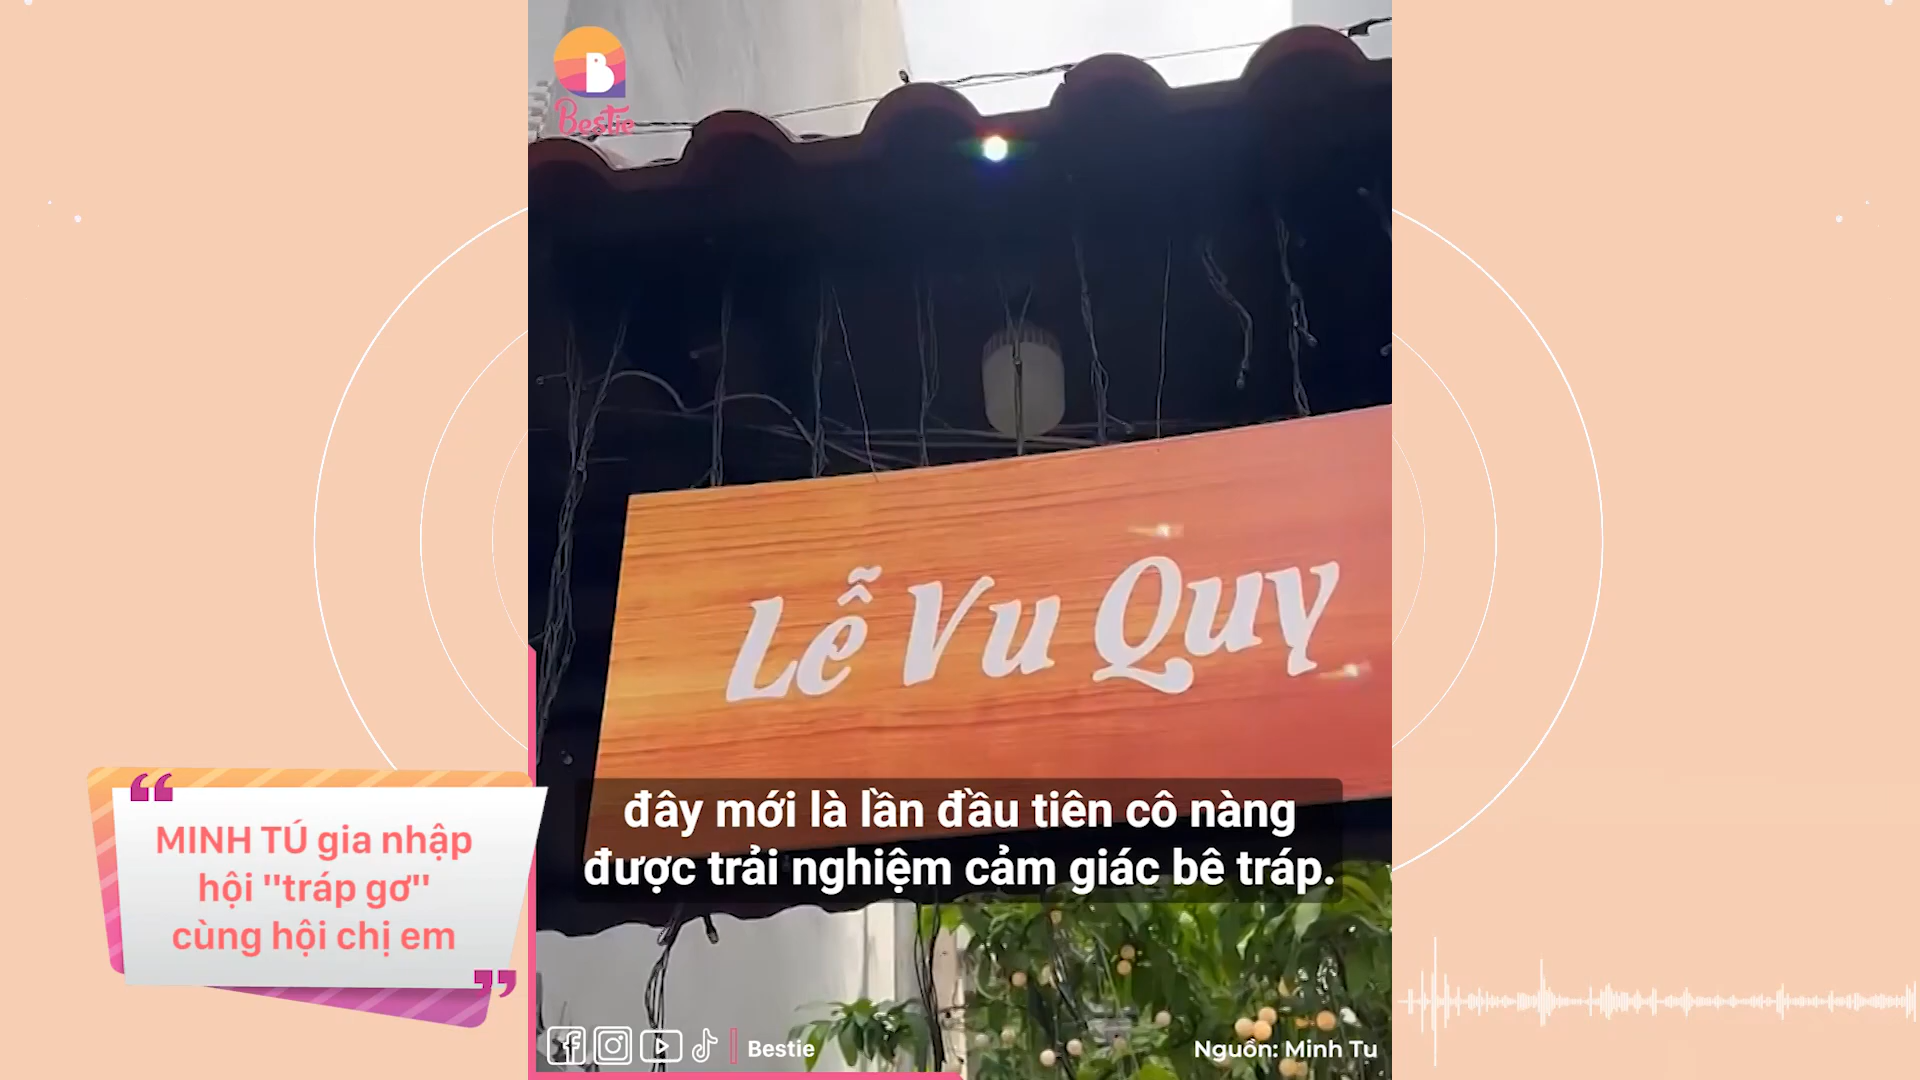 B
Bestie
Lễ Vu Quy
đây mới là lần đầu tiên cô nàng
được trải nghiệm cảm giác bê tráp.
MINH TÚ gia nhập
hội "tráp gơ"
cùng hội chị em
Bestie
Nguồn: Minh Tu